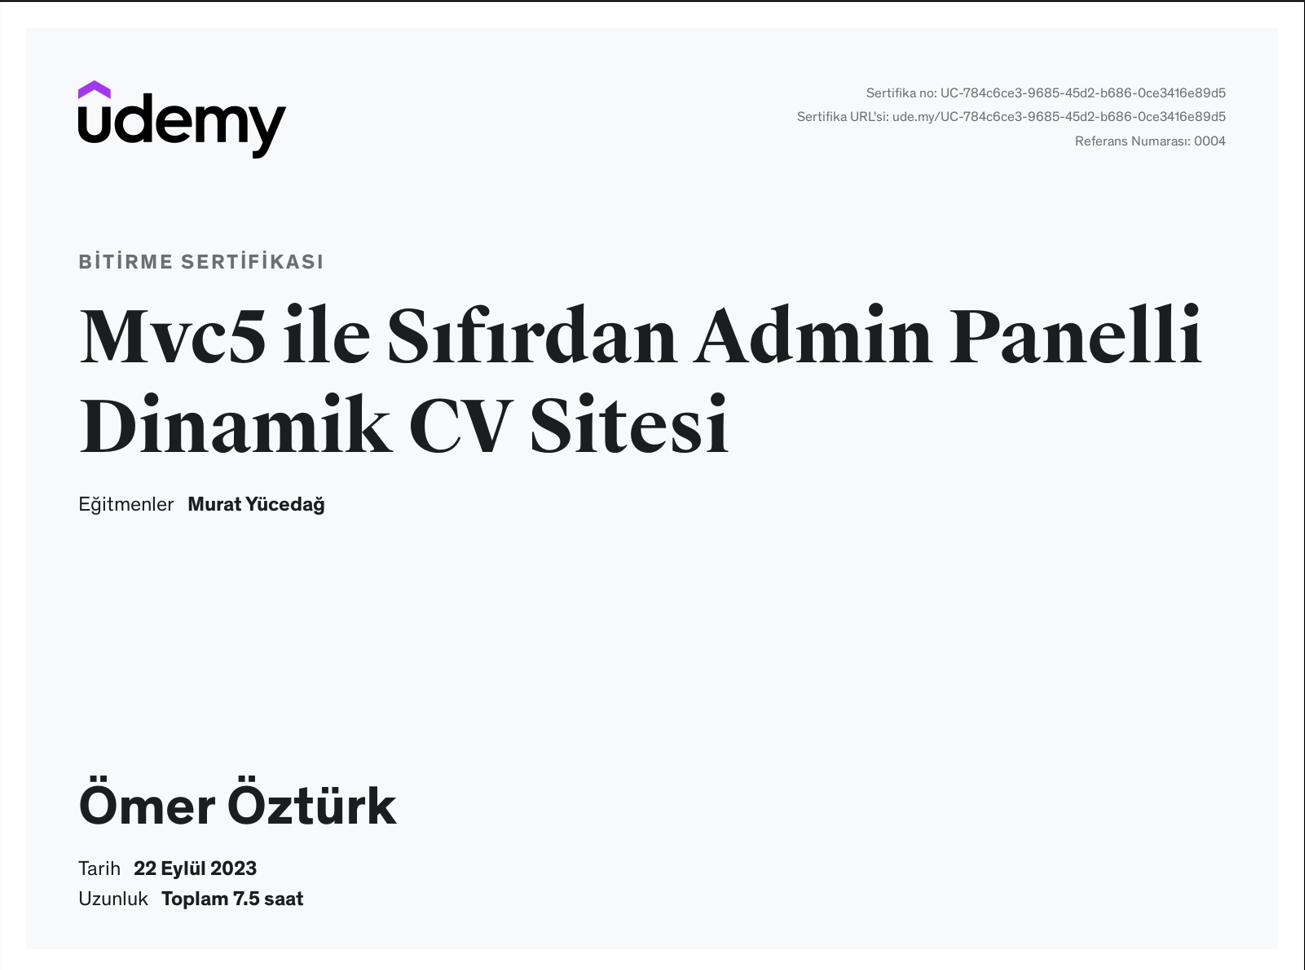 udemy
Sertifika no: UC-784c6ce3-9685-45d2-b686-0ce3416e89d5
Sertifika URL'si: ude.my/UC-784c6ce3-9685-45d2-b686-0ce3416e89d5
Referans Numarası: 0004
BİTİRME SERTİFİKASI
Mvc5 ile Sıfırdan Admin Panelli
Dinamik CV Sitesi
Eğitmenler Murat Yücedağ
Ömer Öztürk
Tarih 22 Eylül 2023
Uzunluk Toplam 7.5 saat